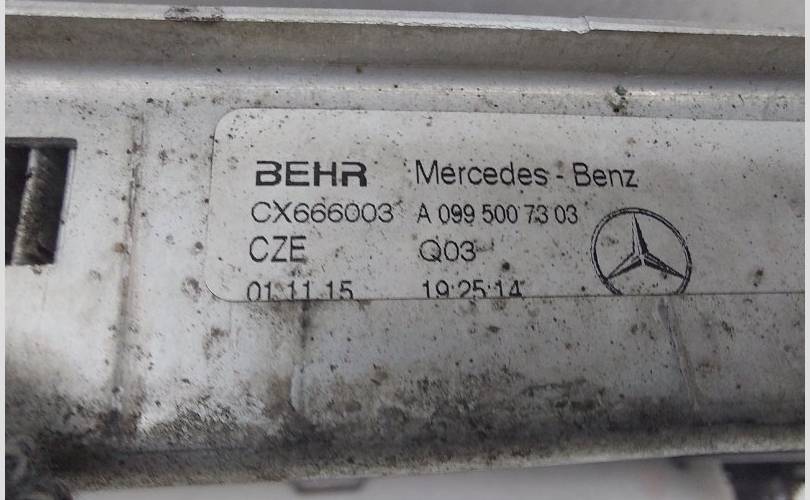 BEHR Mercedes - Benz
CX666003 A 099 500 73 03
CZE Q03
01.11.15 19:25:14